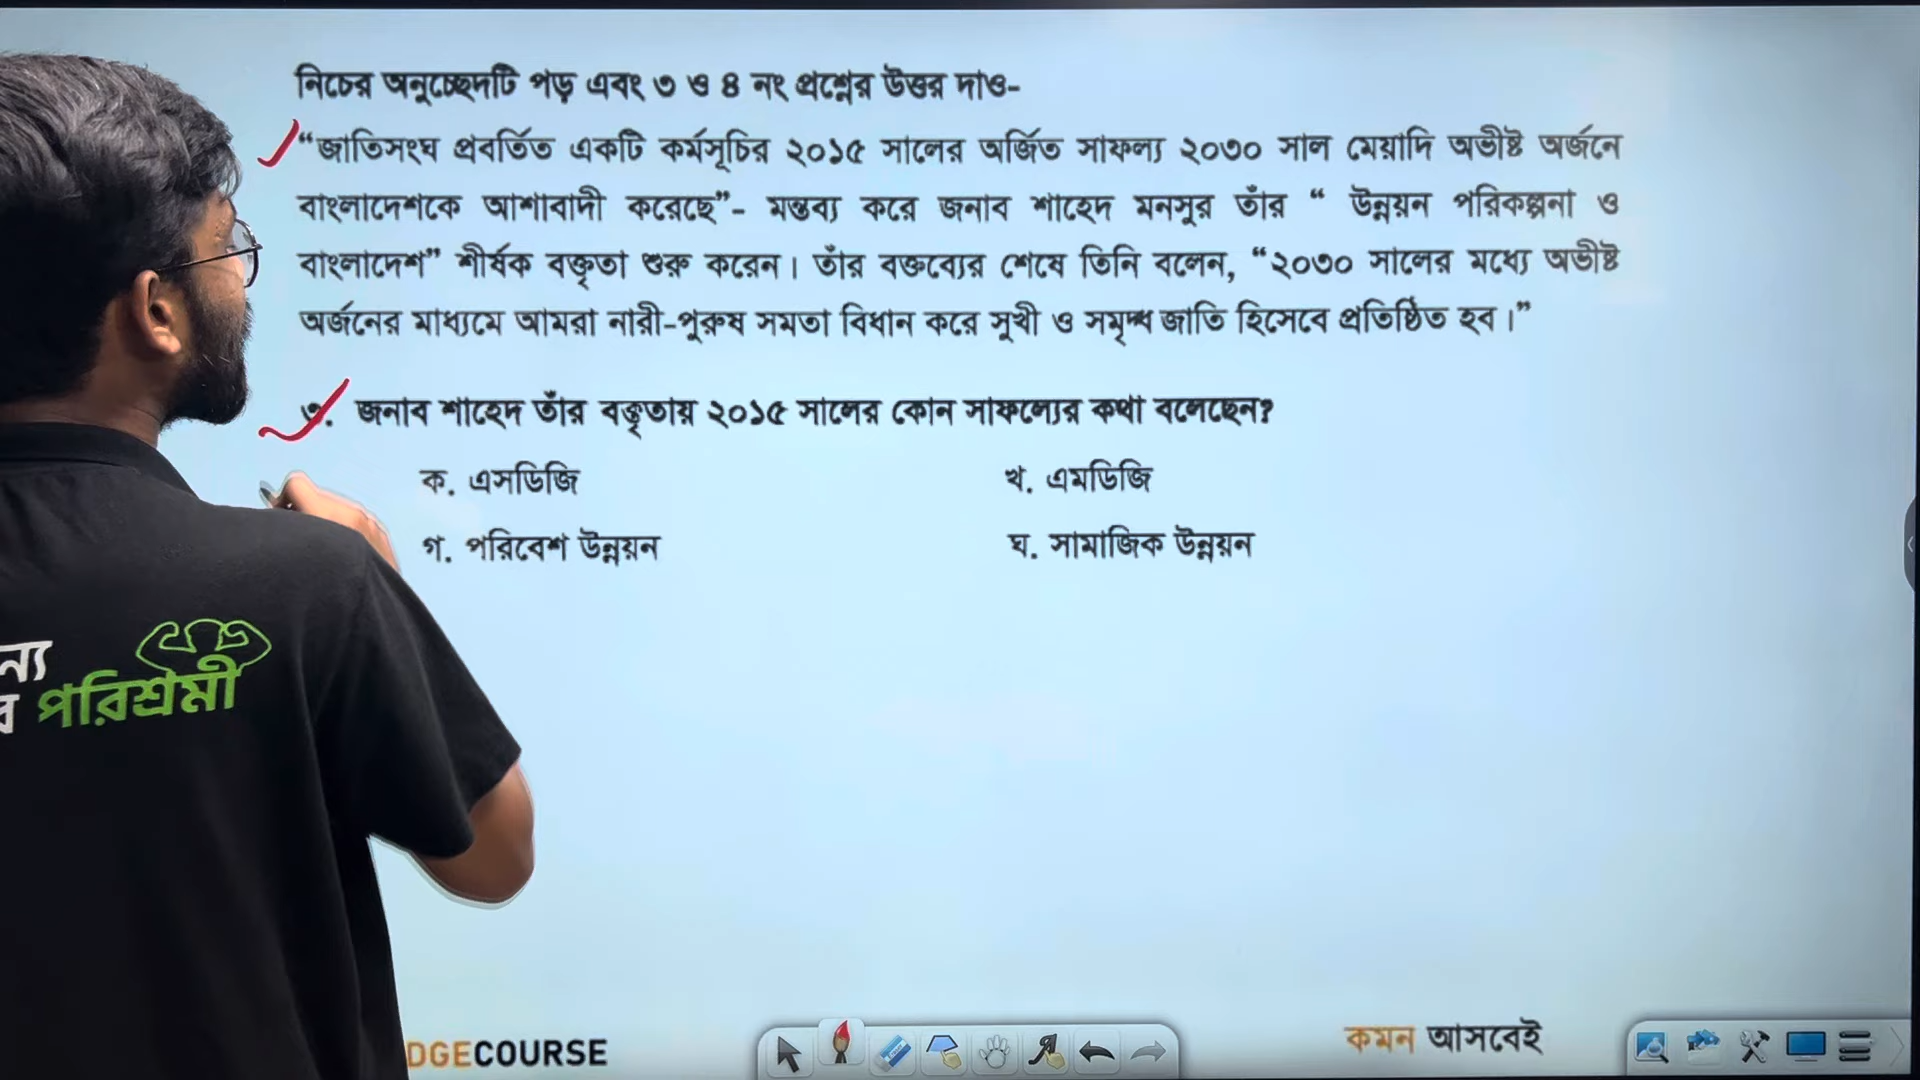 নিচের অনুচ্ছেদটি পড় এবং ৩ ও ৪ নং প্রশ্নের উত্তর দাও-
“জাতিসংঘ প্রবর্তিত একটি কর্মসূচির ২০১৫ সালের অর্জিত সাফল্য ২০৩০ সাল মেয়াদি অভীষ্ট অর্জনে
বাংলাদেশকে আশাবাদী করেছে”- মন্তব্য করে জনাব শাহেদ মনসুর তাঁর “ উন্নয়ন পরিকল্পনা ও
বাংলাদেশ” শীর্ষক বক্তৃতা শুরু করেন। তাঁর বক্তব্যের শেষে তিনি বলেন, “২০৩০ সালের মধ্যে অভীষ্ট
অর্জনের মাধ্যমে আমরা নারী-পুরুষ সমতা বিধান করে সুখী ও সমৃদ্ধ জাতি হিসেবে প্রতিষ্ঠিত হব।”
৩. জনাব শাহেদ তাঁর বক্তৃতায় ২০১৫ সালের কোন সাফল্যের কথা বলেছেন?
ক. এসডিজি খ. এমডিজি
গ. পরিবেশ উন্নয়ন ঘ. সামাজিক উন্নয়ন
পরিশ্রমী
DGECOURSE
কমন আসবেই